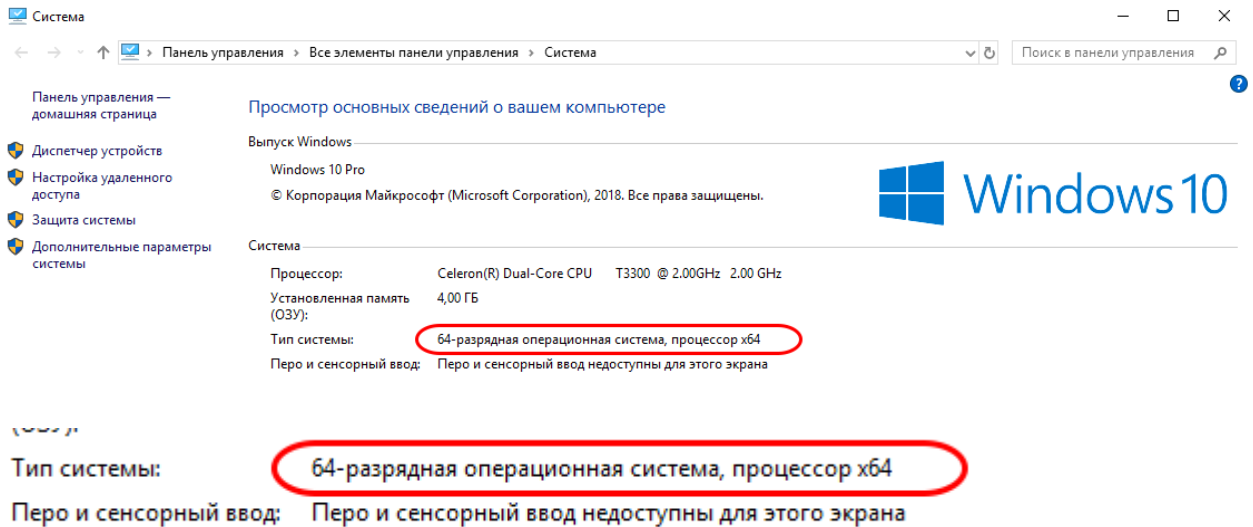 Система
Панель управления › Все элементы панели управления › Система
Поиск в панели управления
Панель управления —
домашняя страница
Диспетчер устройств
Настройка удаленного
доступа
Защита системы
Дополнительные параметры
системы
Просмотр основных сведений о вашем компьютере
Выпуск Windows
Windows 10 Pro
© Корпорация Майкрософт (Microsoft Corporation), 2018. Все права защищены.
Windows 10
Система
Процессор: Celeron(R) Dual-Core CPU T3300 @ 2.00GHz 2.00 GHz
Установленная память 4,00 ГБ
(ОЗУ):
Тип системы: 64-разрядная операционная система, процессор x64
Перо и сенсорный ввод: Перо и сенсорный ввод недоступны для этого экрана
Тип системы: 64-разрядная операционная система, процессор x64
Перо и сенсорный ввод: Перо и сенсорный ввод недоступны для этого экрана